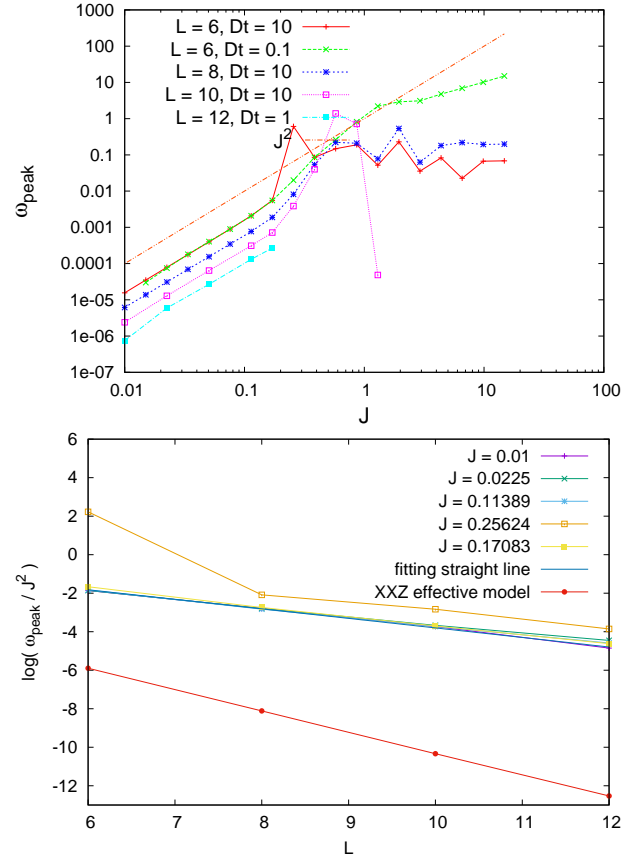 1000
100
10
1
0.1
0.01
0.001
0.0001
1e-05
1e-06
1e-07
ω_peak
L = 6, Dt = 10
L = 6, Dt = 0.1
L = 8, Dt = 10
L = 10, Dt = 10
L = 12, Dt = 1
J²
0.01 0.1 1 10 100
J
6
4
2
0
-2
-4
-6
-8
-10
-12
log( ω_peak / J² )
J = 0.01
J = 0.0225
J = 0.11389
J = 0.25624
J = 0.17083
fitting straight line
XXZ effective model
6 7 8 9 10 11 12
L